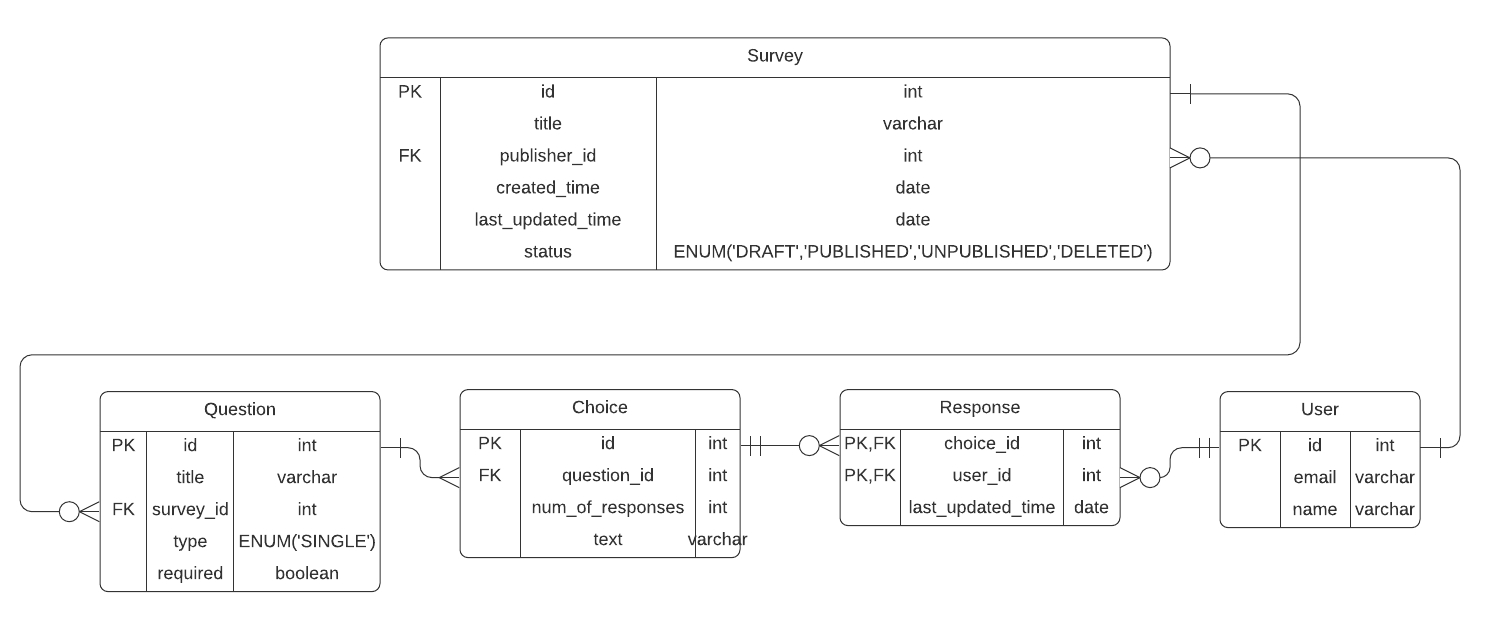 Survey
PK id int
title varchar
FK publisher_id int
created_time date
last_updated_time date
status ENUM('DRAFT','PUBLISHED','UNPUBLISHED','DELETED')
Question
PK id int
title varchar
FK survey_id int
type ENUM('SINGLE')
required boolean
Choice
PK id int
FK question_id int
num_of_responses int
text varchar
Response
PK,FK choice_id int
PK,FK user_id int
last_updated_time date
User
PK id int
email varchar
name varchar